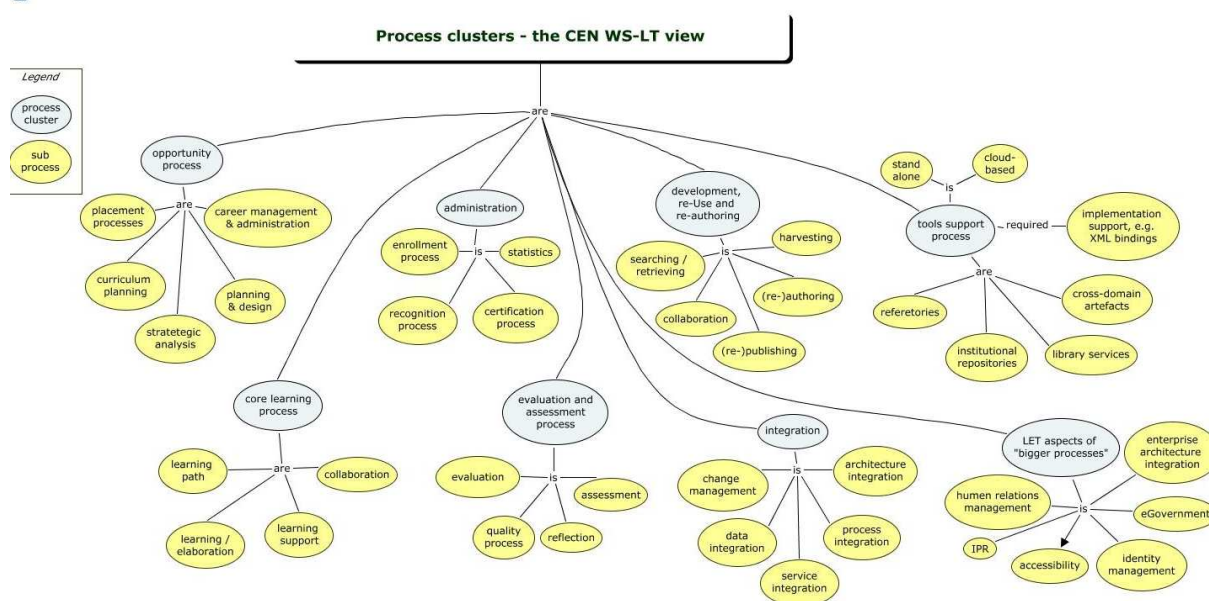 Process clusters - the CEN WS-LT view
Legend
process
cluster
sub
process
are
opportunity
process
placement
processes
are
career management
& administration
curriculum
planning
stratetegic
analysis
planning
& design
administration
enrollment
process
is
statistics
recognition
process
certification
process
development,
re-Use and
re-authoring
searching /
retrieving
is
harvesting
collaboration
(re-)authoring
(re-)publishing
stand
alone
cloud-
based
is
tools support
process
required
implementation
support, e.g.
XML bindings
are
referetories
institutional
repositories
library services
cross-domain
artefacts
core learning
process
learning
path
are
collaboration
learning /
elaboration
learning
support
evaluation and
assessment
process
evaluation
is
assessment
quality
process
reflection
integration
change
management
is
architecture
integration
data
integration
service
integration
process
integration
LET aspects of
"bigger processes"
enterprise
architecture
integration
human relations
management
is
eGovernment
IPR
accessibility
identity
management